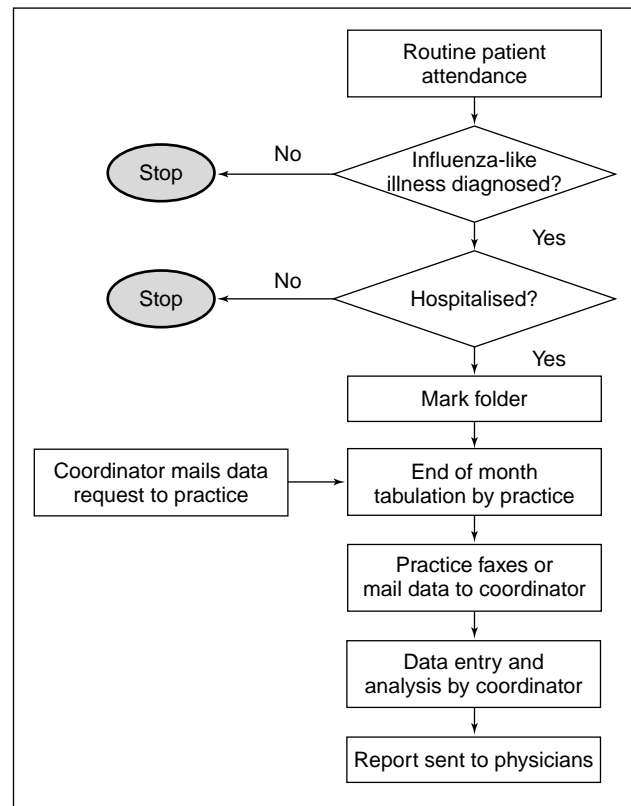 Routine patient
attendance
No
Stop
Influenza-like
illness diagnosed?
Yes
No
Stop
Hospitalised?
Yes
Mark folder
Coordinator mails data
request to practice
End of month
tabulation by practice
Practice faxes or
mail data to coordinator
Data entry and
analysis by coordinator
Report sent to physicians